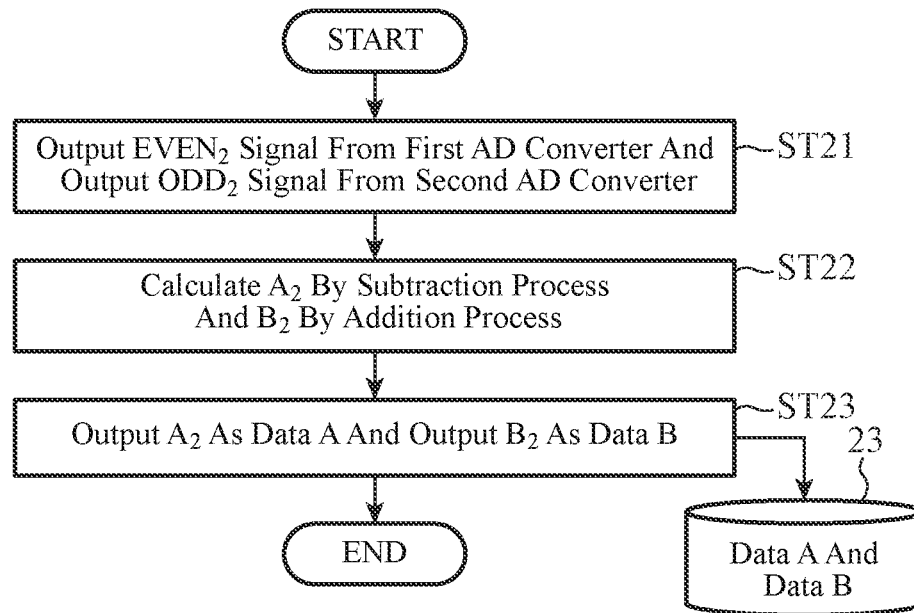 START
Output EVEN₂ Signal From First AD Converter And
Output ODD₂ Signal From Second AD Converter
ST21
Calculate A₂ By Subtraction Process
And B₂ By Addition Process
ST22
Output A₂ As Data A And Output B₂ As Data B
ST23
23
END
Data A And
Data B